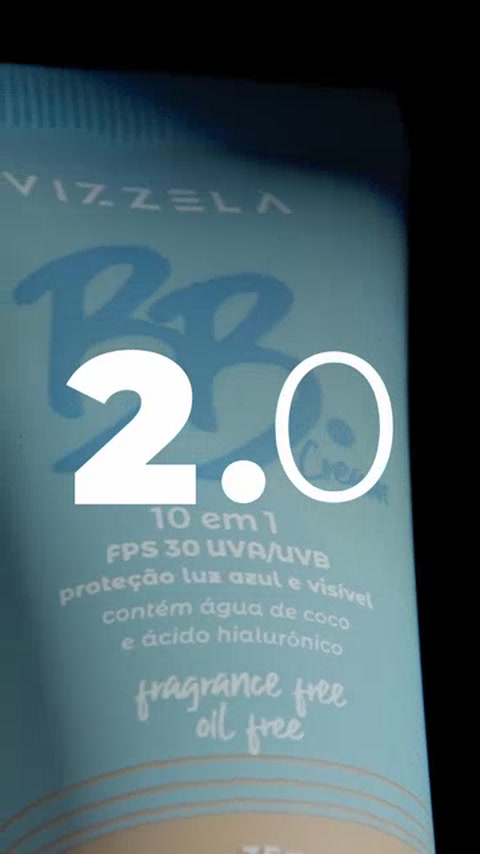 VIZZELA
BB
2.0
Cream
10 em 1
FPS 30 UVA/UVB
proteção luz azul e visível
contém água de coco
e ácido hialurônico
fragrance free
oil free